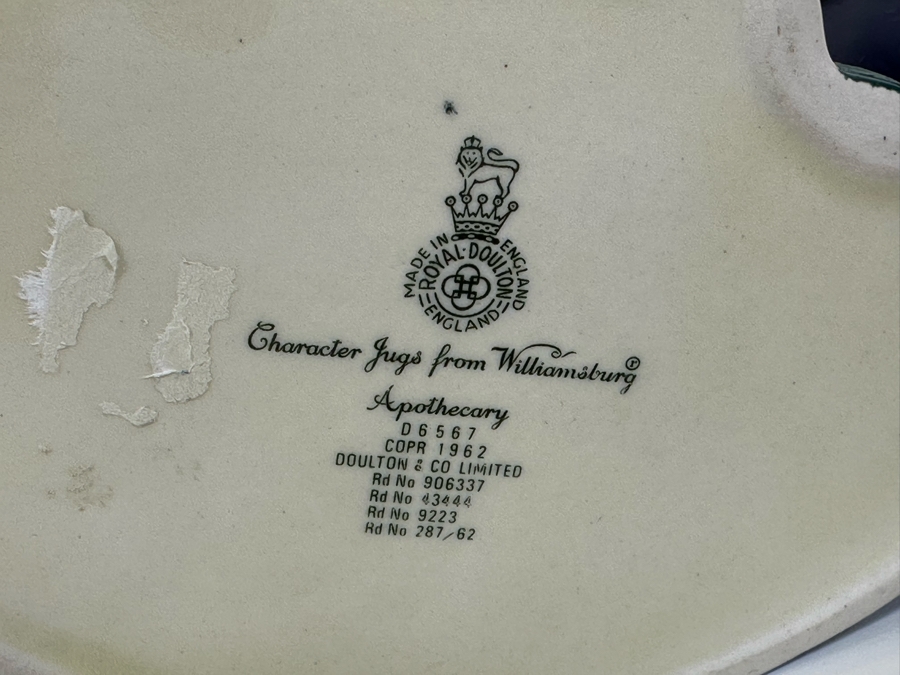 MADE IN ENGLAND
ROYAL·DOULTON
ENGLAND
Character Jugs from Williamsburg®
Apothecary
D6567
COPR 1962
DOULTON & CO LIMITED
Rd No 906337
Rd No 43444
Rd No 9223
Rd No 287/62